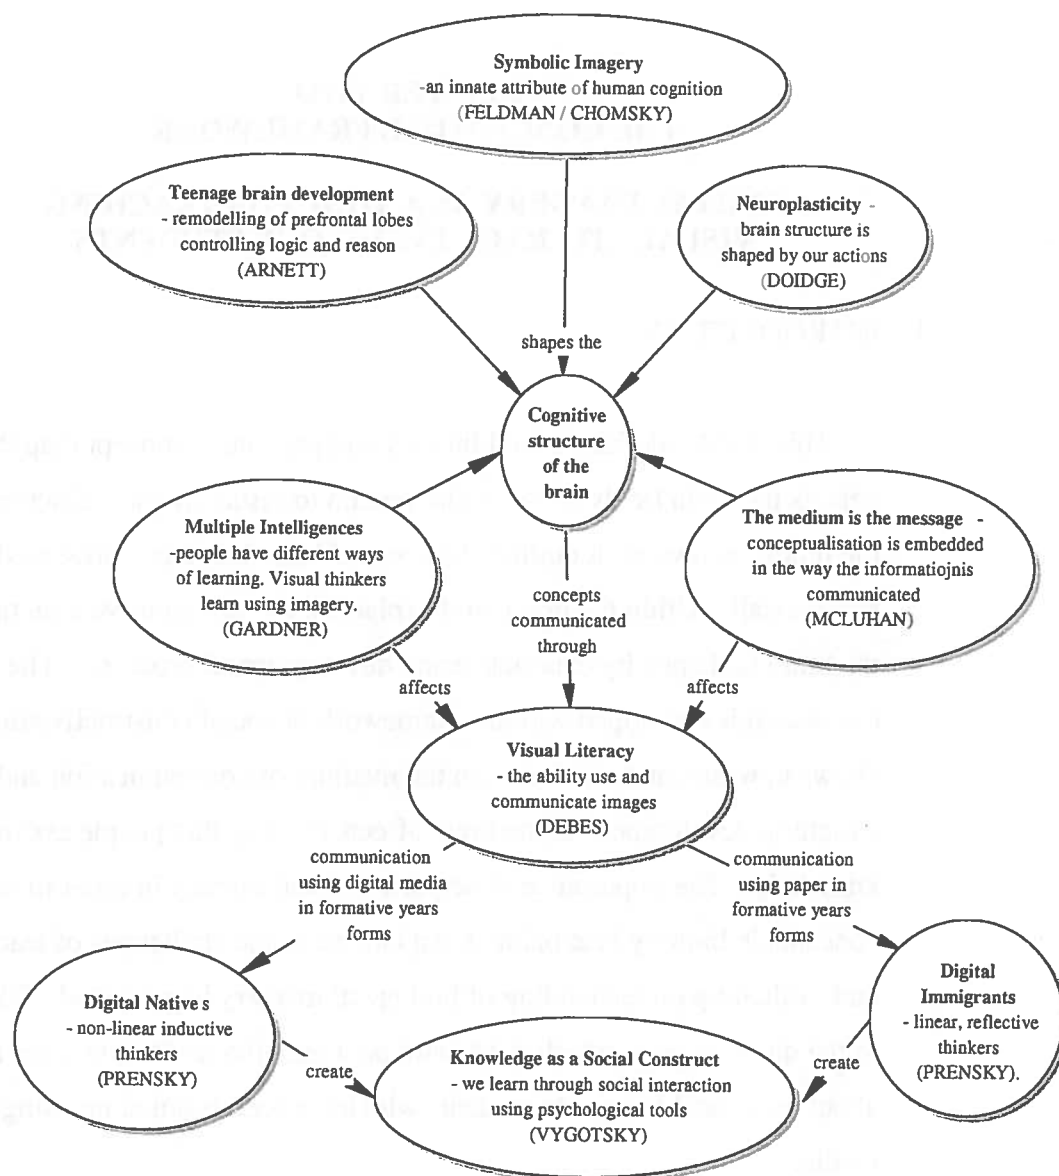 Symbolic Imagery
-an innate attribute of human cognition
(FELDMAN / CHOMSKY)
Teenage brain development
- remodelling of prefrontal lobes
controlling logic and reason
(ARNETT)
Neuroplasticity -
brain structure is
shaped by our actions
(DOIDGE)
shapes the
Cognitive
structure
of the
brain
Multiple Intelligences
-people have different ways
of learning. Visual thinkers
learn using imagery.
(GARDNER)
The medium is the message -
conceptualisation is embedded
in the way the nformatiojnis
communicated
(MCLUHAN)
concepts
communicated
through
affects
affects
Visual Literacy
- the ability use and
communicate images
(DEBES)
communication
using digital media
in formative years
forms
communication
using paper in
formative years
forms
Digital Natives
- non-linear inductive
thinkers
(PRENSKY)
Digital
Immigrants
- linear, reflective
thinkers
(PRENSKY).
create
create
Knowledge as a Social Construct
- we learn through social interaction
using psychological tools
(VYGOTSKY)